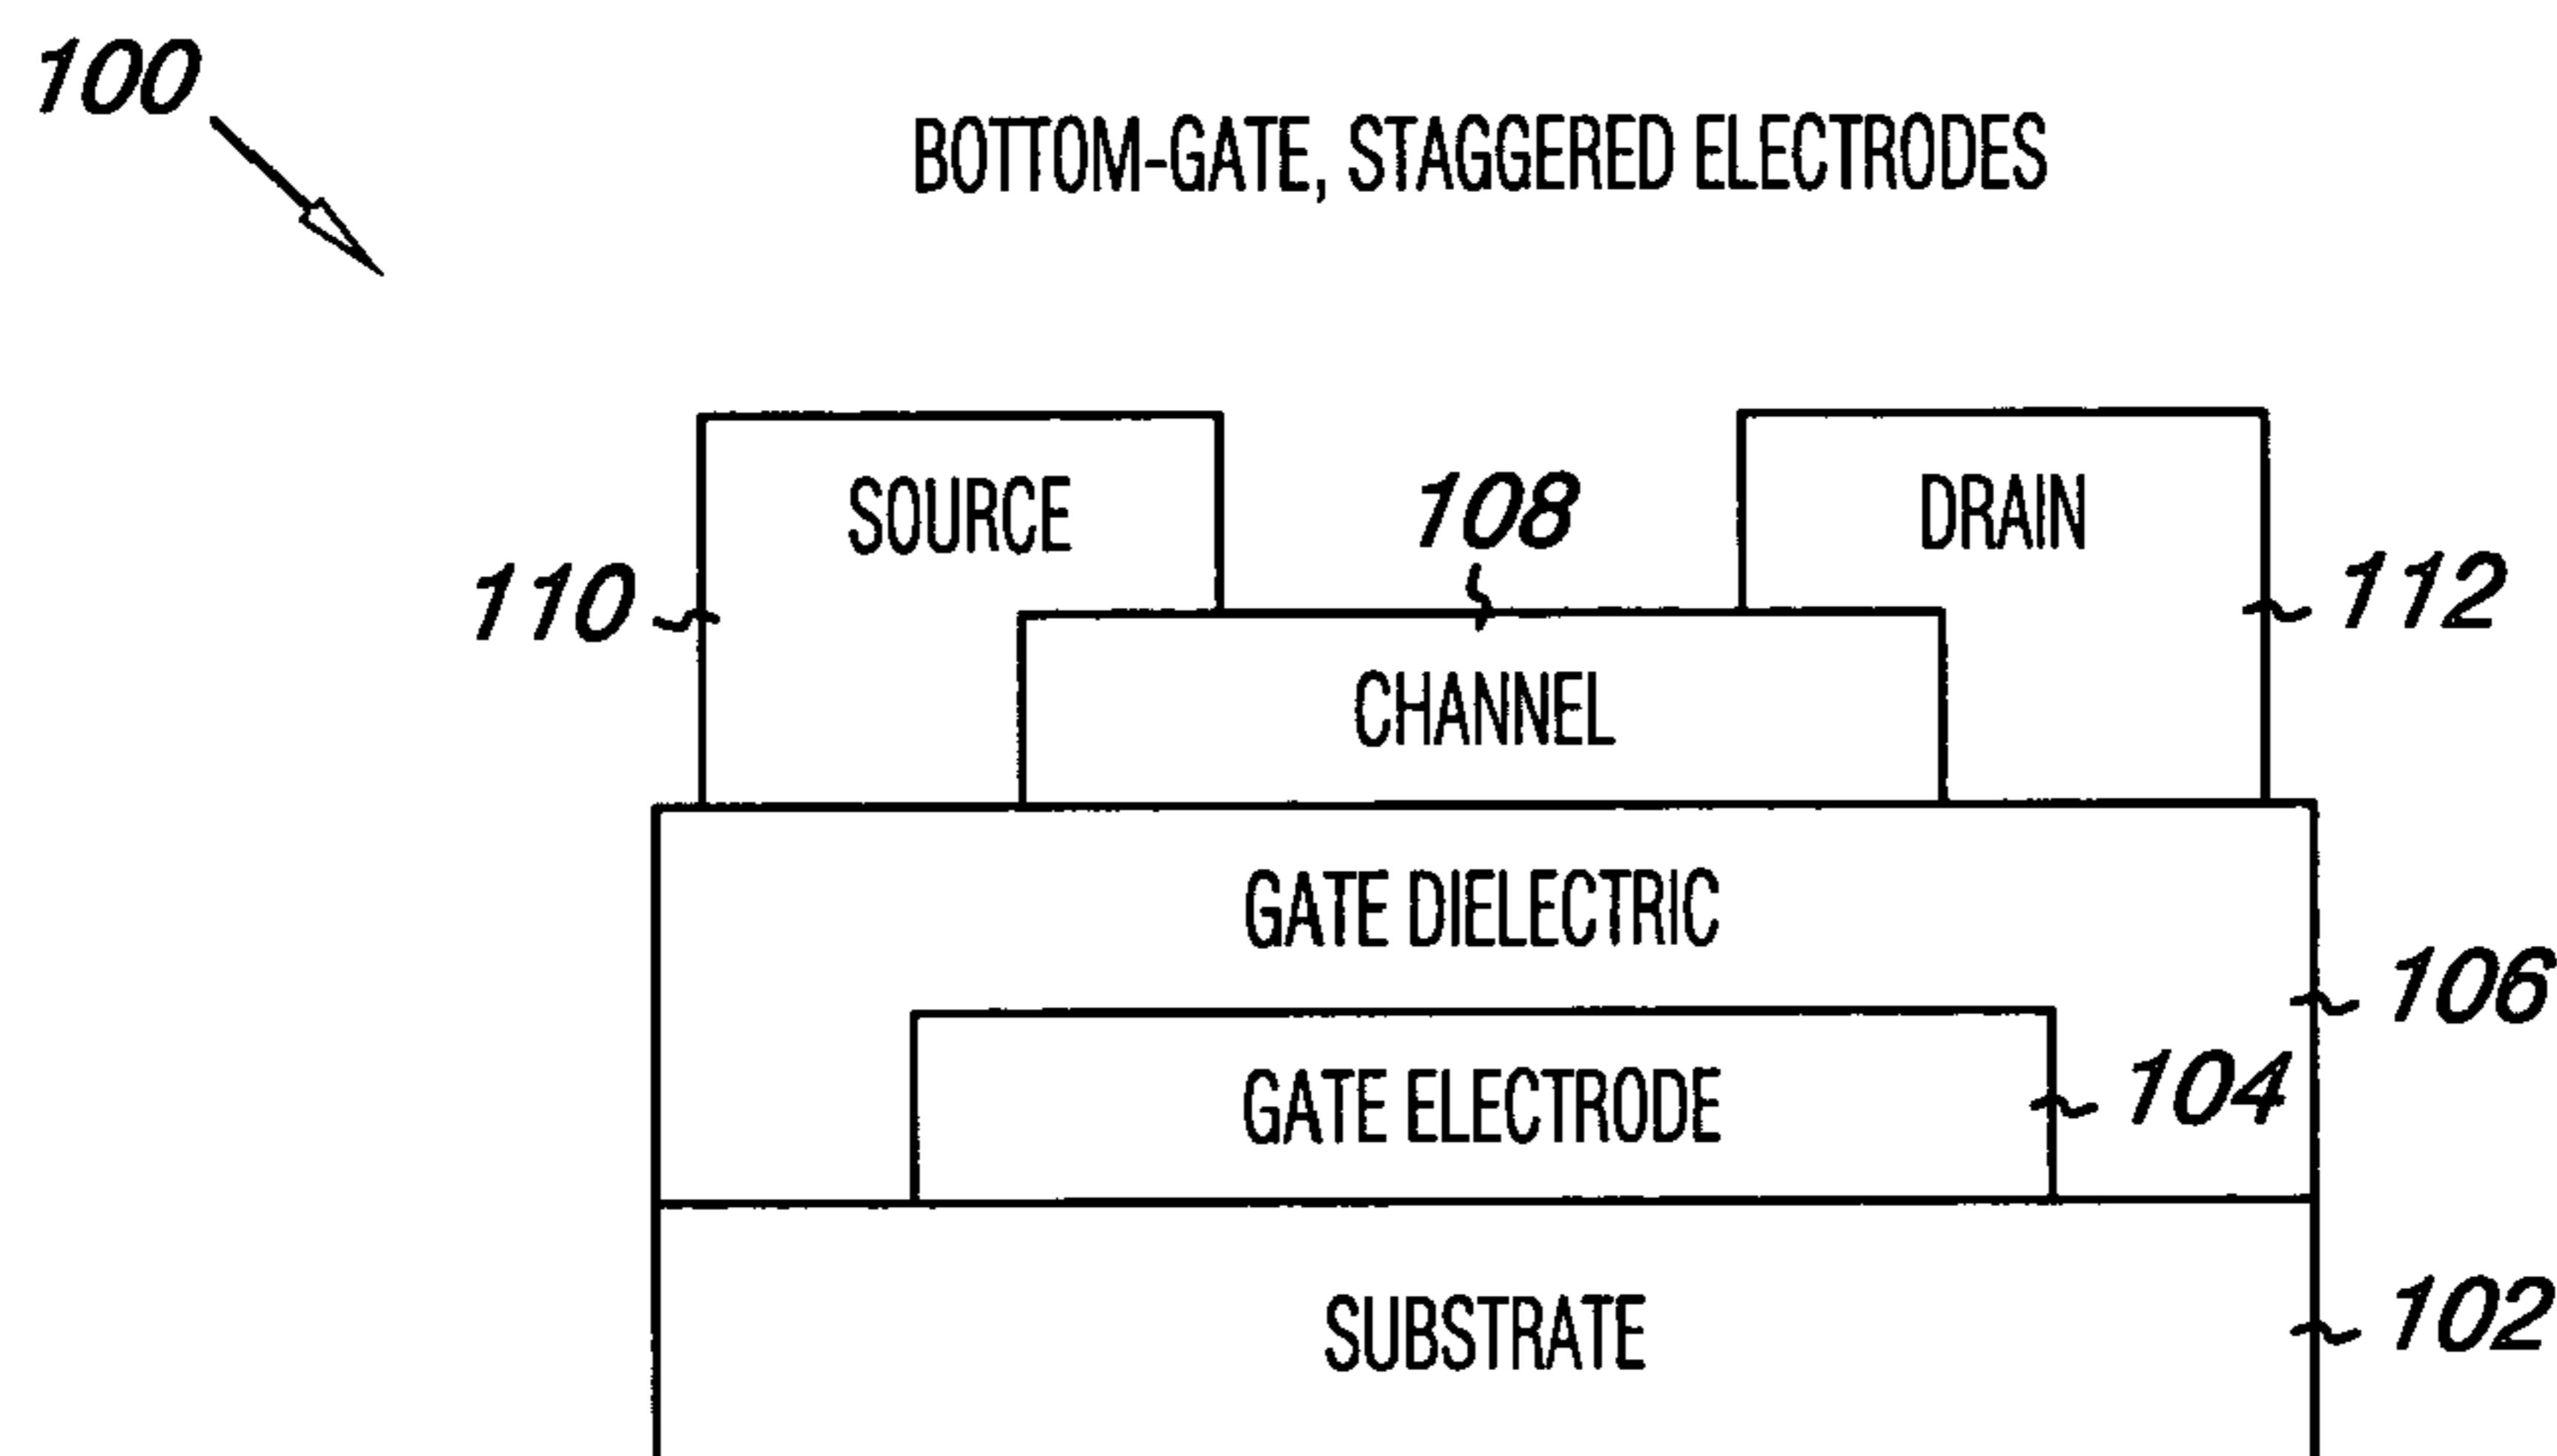 100
BOTTOM-GATE, STAGGERED ELECTRODES
SOURCE
108
DRAIN
110
112
CHANNEL
GATE DIELECTRIC
106
GATE ELECTRODE
104
SUBSTRATE
102